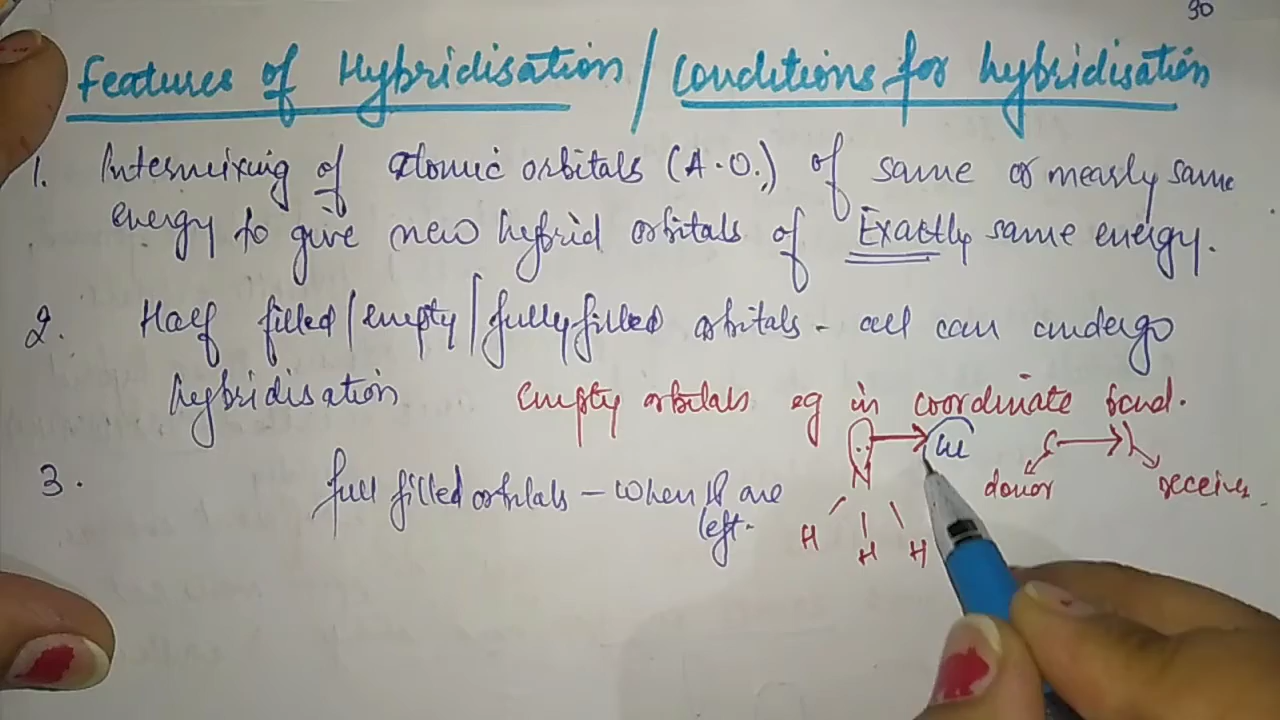 30
Features of Hybridisation / Conditions for hybridisation
1. Intermixing of atomic orbitals (A.O.) of same or nearly same
energy to give new hybrid orbitals of Exactly same energy.
2. Half filled/empty/fully filled orbitals - all can undergo
hybridisation
empty orbitals eg in coordinate bond.
N
donor
receiver
3.
full filled orbitals - when lp are
left.
H
H
H